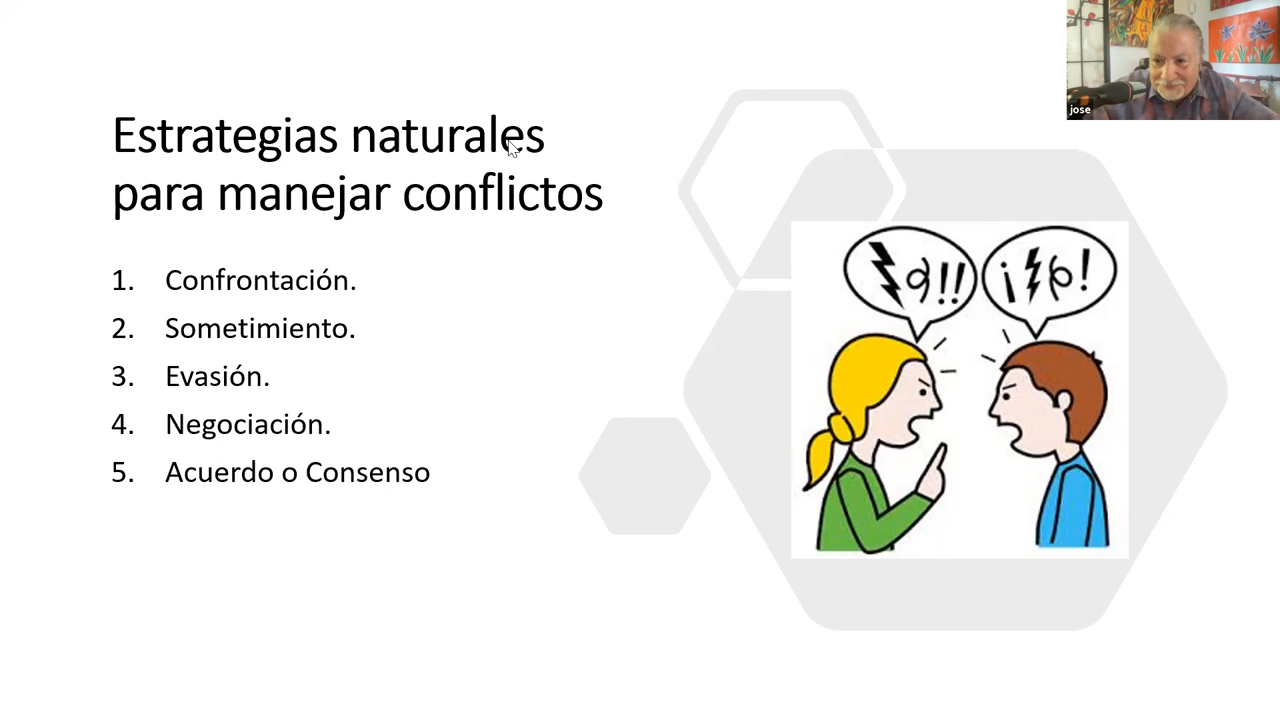 Estrategias naturales
para manejar conflictos
1. Confrontación.
2. Sometimiento.
3. Evasión.
4. Negociación.
5. Acuerdo o Consenso
jose